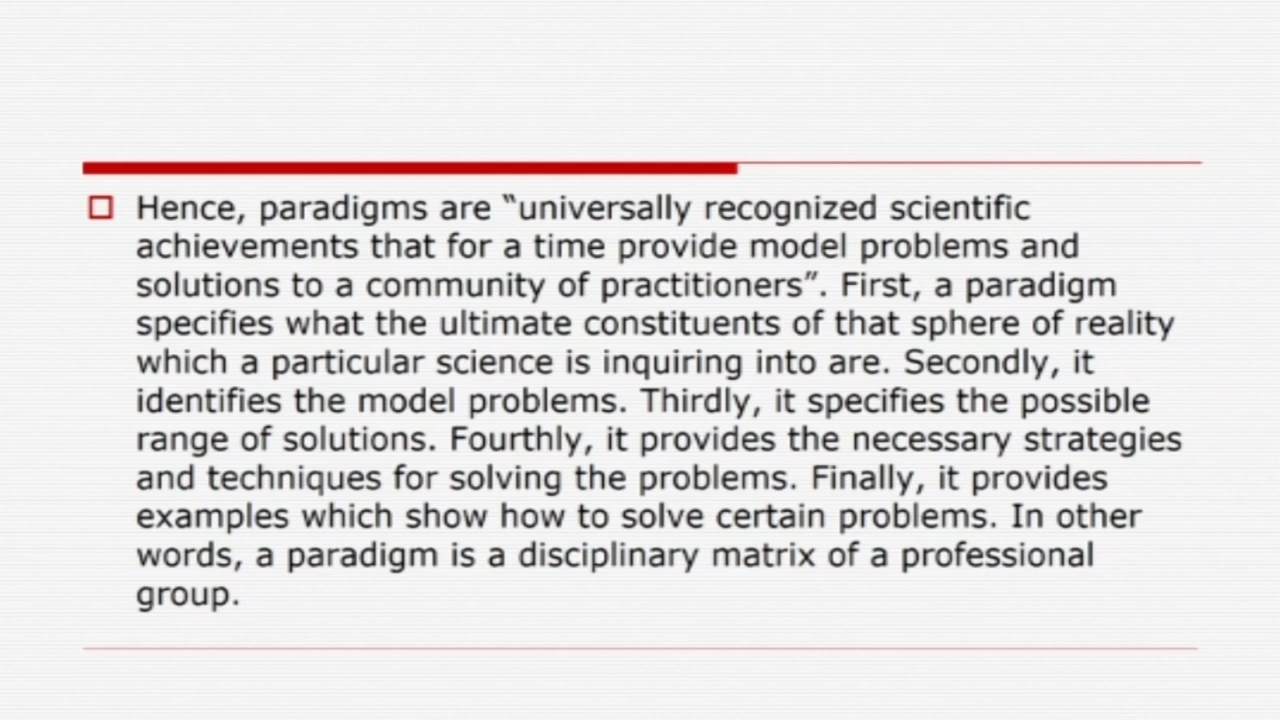 Hence, paradigms are “universally recognized scientific
achievements that for a time provide model problems and
solutions to a community of practitioners”. First, a paradigm
specifies what the ultimate constituents of that sphere of reality
which a particular science is inquiring into are. Secondly, it
identifies the model problems. Thirdly, it specifies the possible
range of solutions. Fourthly, it provides the necessary strategies
and techniques for solving the problems. Finally, it provides
examples which show how to solve certain problems. In other
words, a paradigm is a disciplinary matrix of a professional
group.